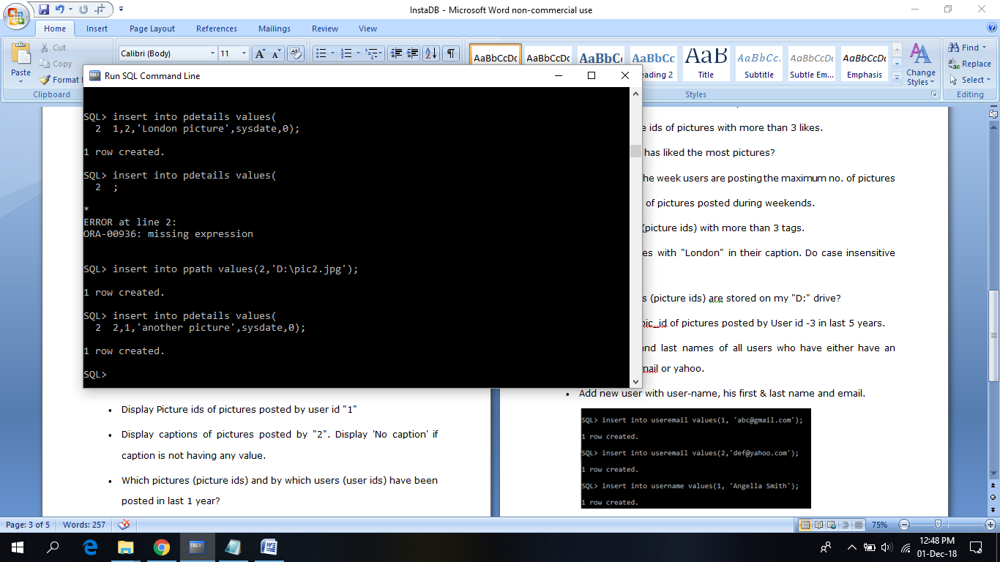 InstaDB - Microsoft Word non-commercial use
Home Insert Page Layout References Mailings Review View
Paste
Cut
Copy
Format
Clipboard
Calibri (Body) 11
AaBbCcDc AaBbCcDc AaBbC AaBbCc AaB AaBbCc. AaBbCcDc AaBbCcDc
eading 2 Title Subtitle Subtle Em... Emphasis
Styles
Change Styles
Find
Replace
Select
Editing
Run SQL Command Line
SQL> insert into pdetails values(
2 1,2,'London picture',sysdate,0);
1 row created.
SQL> insert into pdetails values(
2 ;
*
ERROR at line 2:
ORA-00936: missing expression
SQL> insert into ppath values(2,'D:\pic2.jpg');
1 row created.
SQL> insert into pdetails values(
2 2,1,'another picture',sysdate,0);
1 row created.
SQL>
• Display Picture ids of pictures posted by user id "1"
• Display captions of pictures posted by "2". Display 'No caption' if
caption is not having any value.
• Which pictures (picture ids) and by which users (user ids) have been
posted in last 1 year?
e ids of pictures with more than 3 likes.
has liked the most pictures?
he week users are posting the maximum no. of pictures
of pictures posted during weekends.
(picture ids) with more than 3 tags.
es with "London" in their caption. Do case insensitive
s (picture ids) are stored on my "D:" drive?
pic_id of pictures posted by User id -3 in last 5 years.
nd last names of all users who have either have an
mail or yahoo.
• Add new user with user-name, his first & last name and email.
SQL> insert into useremail values(1, 'abc@gmail.com');
1 row created.
SQL> insert into useremail values(2,'def@yahoo.com');
1 row created.
SQL> insert into username values(1, 'Angella Smith');
1 row created.
Page: 3 of 5 Words: 257 75%
12:48 PM
01-Dec-18